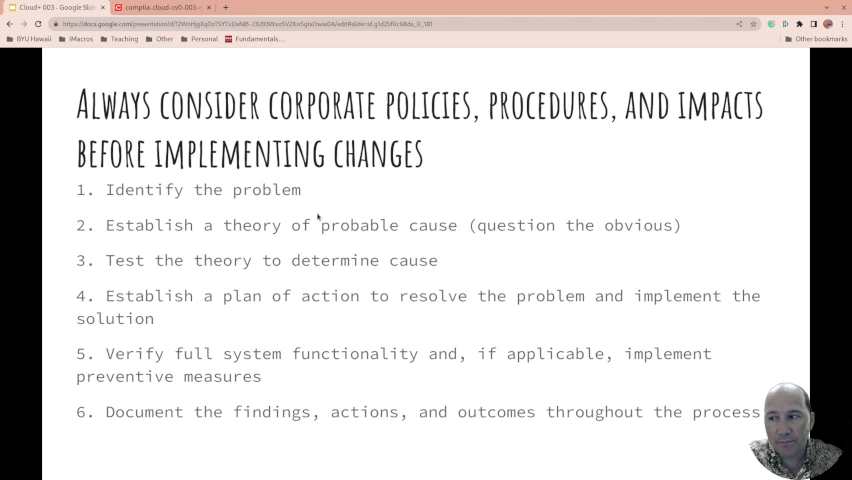 Cloud+ 003 - Google Slid
comptia-cloud-cv0-003-e
BYU Hawaii
iMacros
Teaching
Other
Personal
Fundamentals...
Other bookmarks
Always consider corporate policies, procedures, and impacts
before implementing changes
1. Identify the problem
2. Establish a theory of probable cause (question the obvious)
3. Test the theory to determine cause
4. Establish a plan of action to resolve the problem and implement the
solution
5. Verify full system functionality and, if applicable, implement
preventive measures
6. Document the findings, actions, and outcomes throughout the process